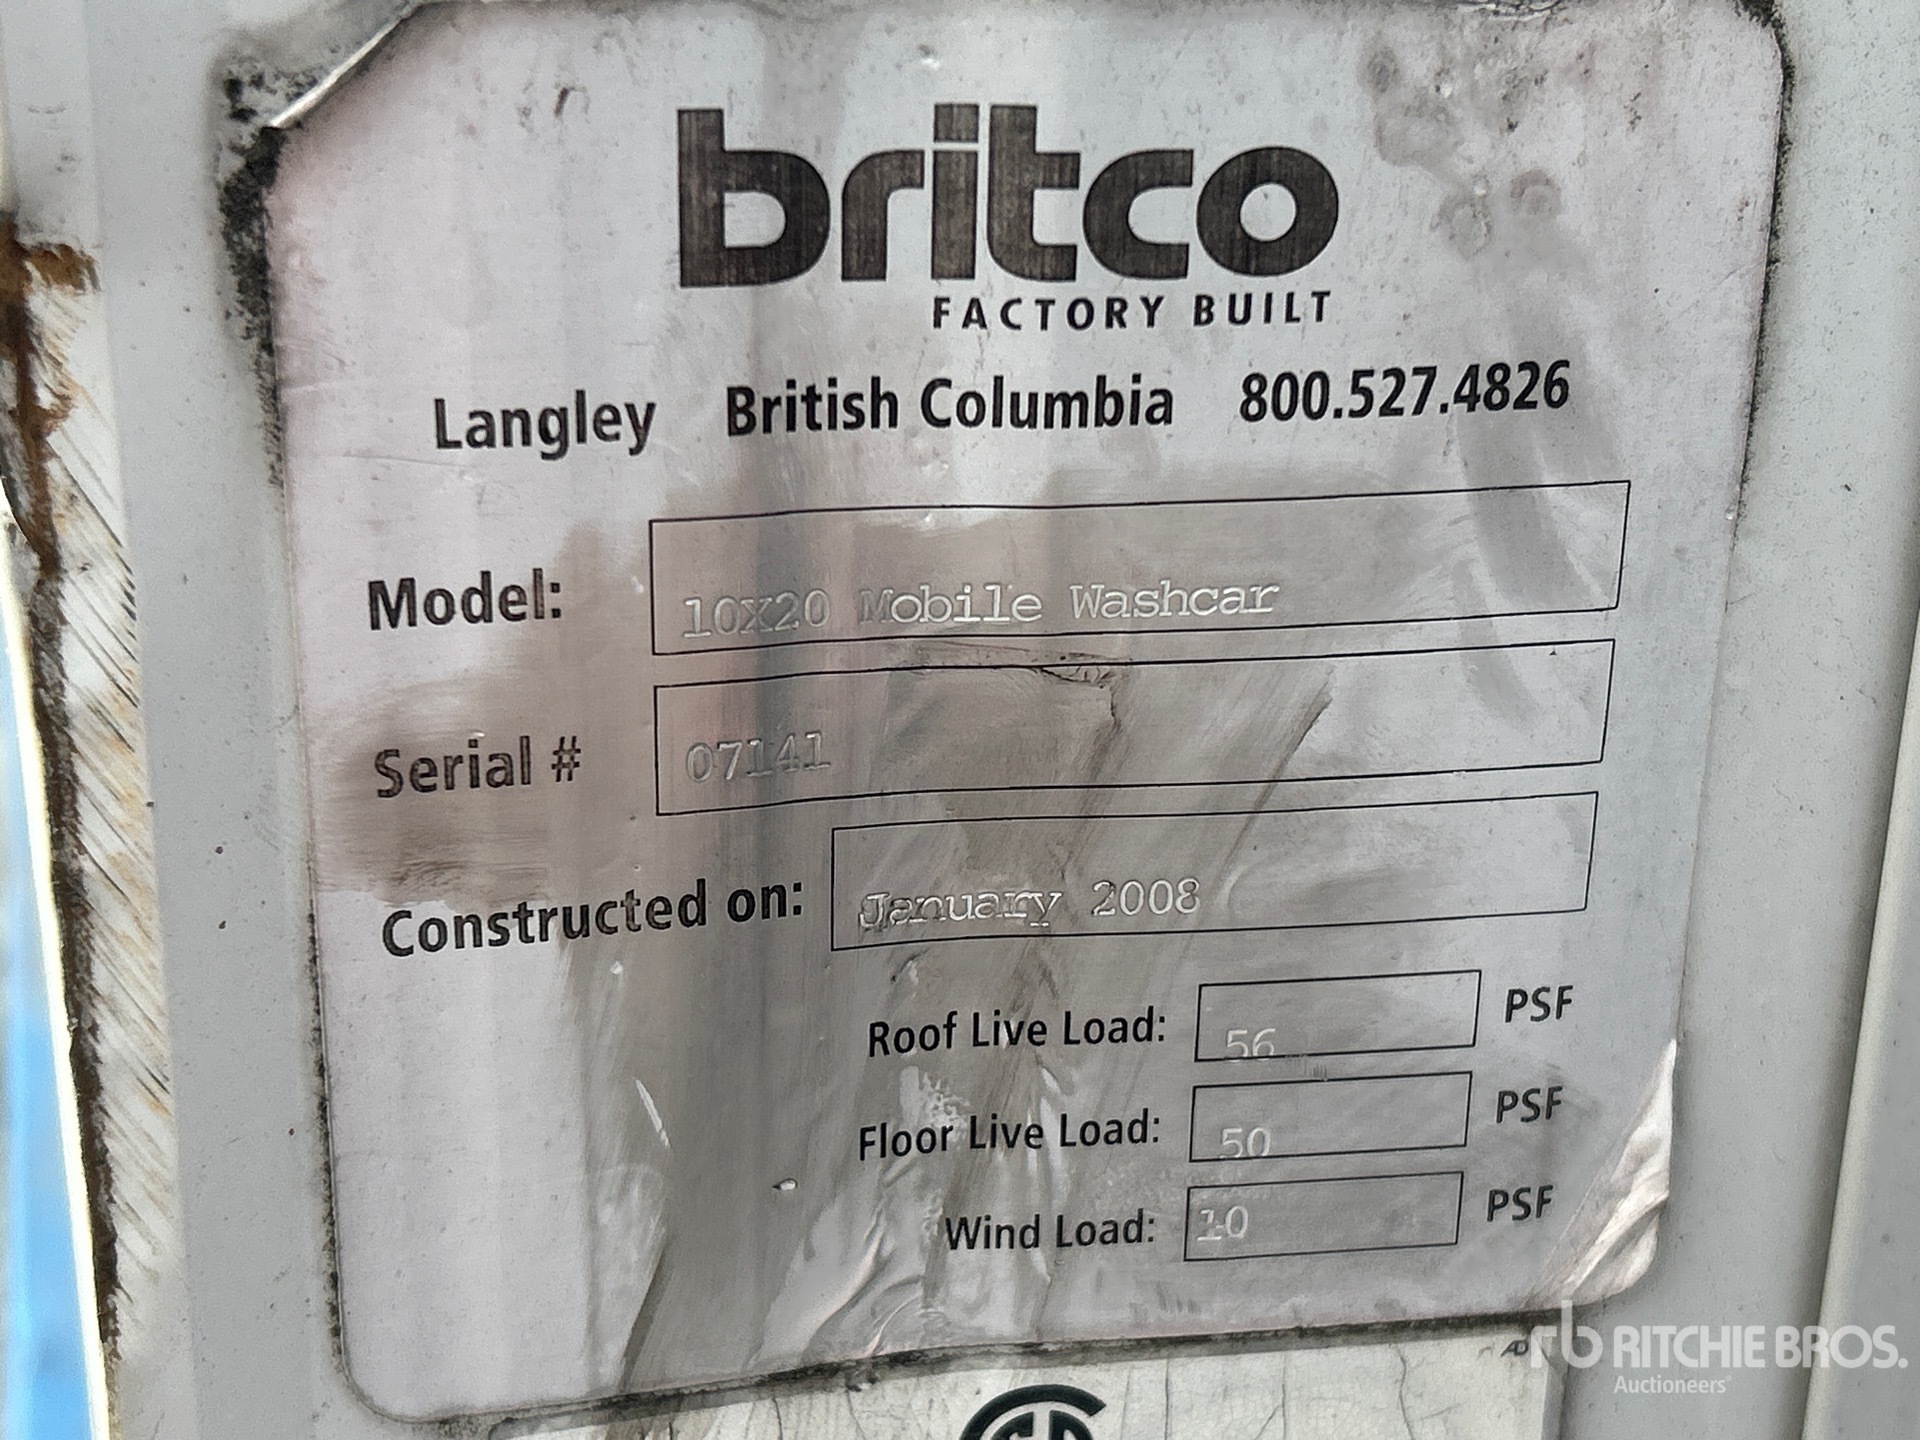 britco
FACTORY BUILT
Langley British Columbia 800.527.4826
Model: 10X20 Mobile Washcar
Serial # 07141
Constructed on: January 2008
Roof Live Load: 56 PSF
Floor Live Load: 50 PSF
Wind Load: 10 PSF
rb RITCHIE BROS.
Auctioneers